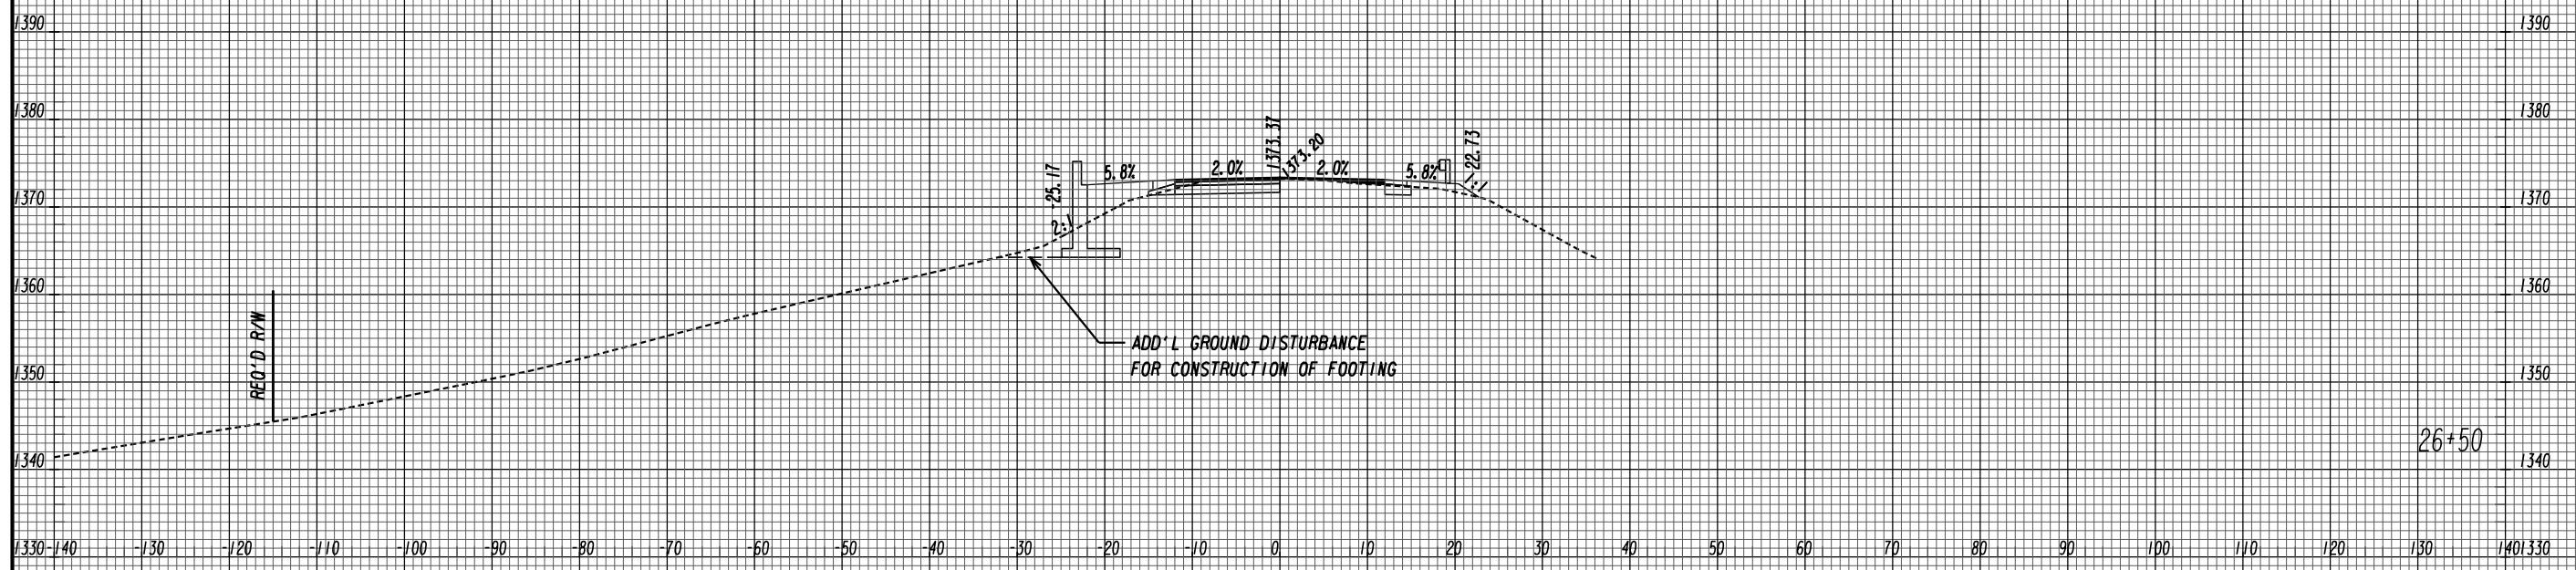 1390 1390
1380 1380
1373.37
1373.20
-25.17 5.8% 2.0% 2.0% 5.8% 22.73
1:1
1370 1370
2:1
1360 1360
REQ'D R/W
ADD'L GROUND DISTURBANCE
FOR CONSTRUCTION OF FOOTING
1350 1350
26+50
1340 1340
1330 -140 -130 -120 -110 -100 -90 -80 -70 -60 -50 -40 -30 -20 -10 0 10 20 30 40 50 60 70 80 90 100 110 120 130 140 1330